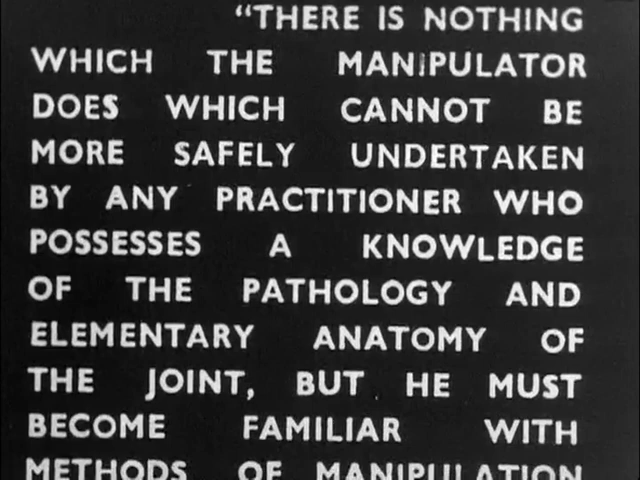 “THERE IS NOTHING
WHICH THE MANIPULATOR
DOES WHICH CANNOT BE
MORE SAFELY UNDERTAKEN
BY ANY PRACTITIONER WHO
POSSESSES A KNOWLEDGE
OF THE PATHOLOGY AND
ELEMENTARY ANATOMY OF
THE JOINT, BUT HE MUST
BECOME FAMILIAR WITH
METHODS OF MANIPULATION